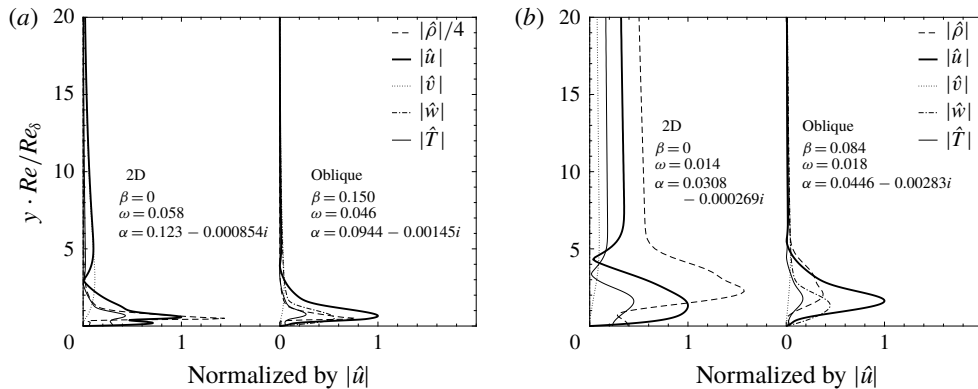 (a)
20
15
10
5
0
y · Re/Re_δ
|ρ̂|/4
|û|
|v̂|
|ŵ|
|T̂|
2D
β = 0
ω = 0.058
α = 0.123 − 0.000854i
Oblique
β = 0.150
ω = 0.046
α = 0.0944 − 0.00145i
1
0
1
Normalized by |û|
(b)
20
15
10
5
0
|ρ̂|
|û|
|v̂|
|ŵ|
|T̂|
2D
β = 0
ω = 0.014
α = 0.0308
− 0.000269i
Oblique
β = 0.084
ω = 0.018
α = 0.0446 − 0.00283i
1
0
1
Normalized by |û|